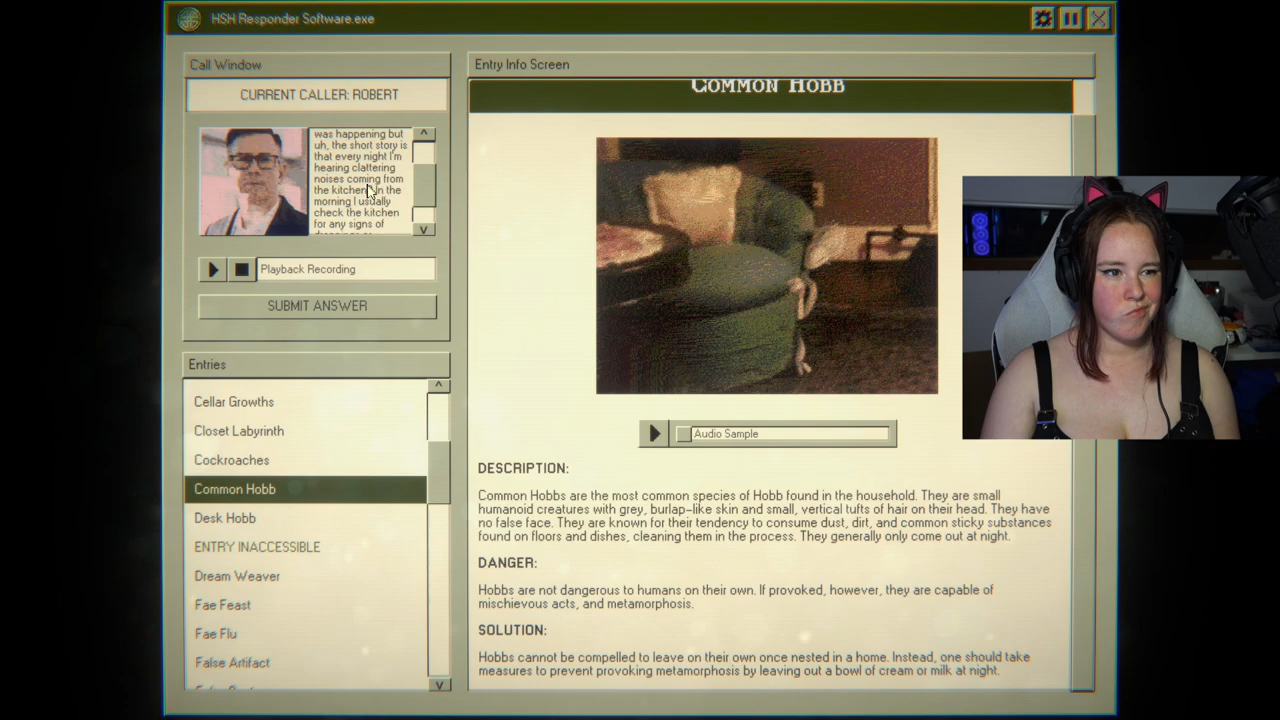 HSH Responder Software.exe
Call Window
CURRENT CALLER: ROBERT
was happening but
uh, the short story is
that every night I'm
hearing clattering
noises coming from
the kitchen. In the
morning I usually
check the kitchen
for any signs of
Playback Recording
SUBMIT ANSWER
Entries
Cellar Growths
Closet Labyrinth
Cockroaches
Common Hobb
Desk Hobb
ENTRY INACCESSIBLE
Dream Weaver
Fae Feast
Fae Flu
False Artifact
Entry Info Screen
COMMON HOBB
Audio Sample
DESCRIPTION:
Common Hobbs are the most common species of Hobb found in the household. They are small
humanoid creatures with grey, burlap-like skin and small, vertical tufts of hair on their head. They have
no false face. They are known for their tendency to consume dust, dirt, and common sticky substances
found on floors and dishes, cleaning them in the process. They generally only come out at night.
DANGER:
Hobbs are not dangerous to humans on their own. If provoked, however, they are capable of
mischievous acts, and metamorphosis.
SOLUTION:
Hobbs cannot be compelled to leave on their own once nested in a home. Instead, one should take
measures to prevent provoking metamorphosis by leaving out a bowl of cream or milk at night.